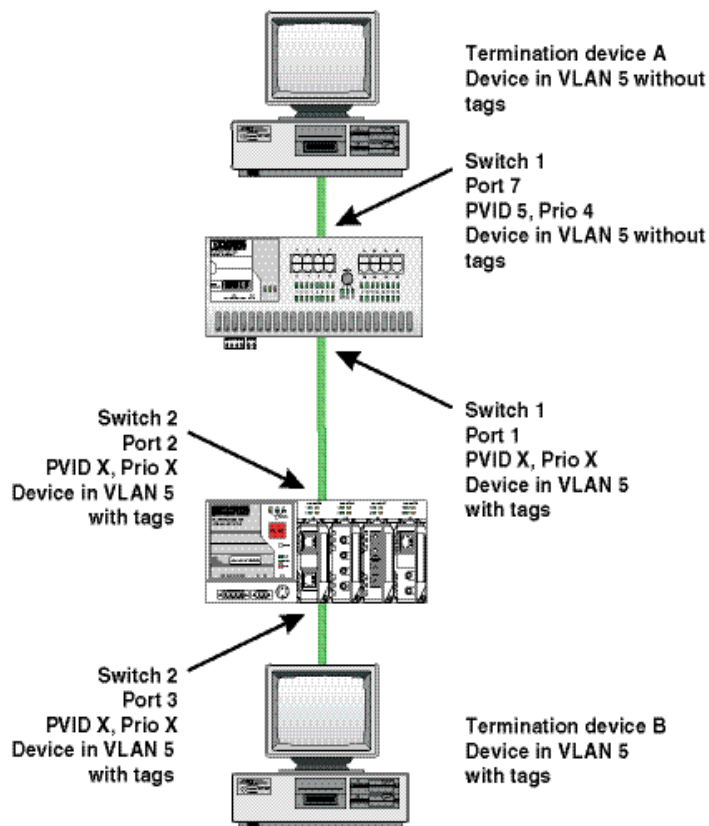 Termination device A
Device in VLAN 5 without
tags
Switch 1
Port 7
PVID 5, Prio 4
Device in VLAN 5 without
tags
Switch 1
Port 1
PVID X, Prio X
Device in VLAN 5
with tags
Switch 2
Port 2
PVID X, Prio X
Device in VLAN 5
with tags
Switch 2
Port 3
PVID X, Prio X
Device in VLAN 5
with tags
Termination device B
Device in VLAN 5
with tags